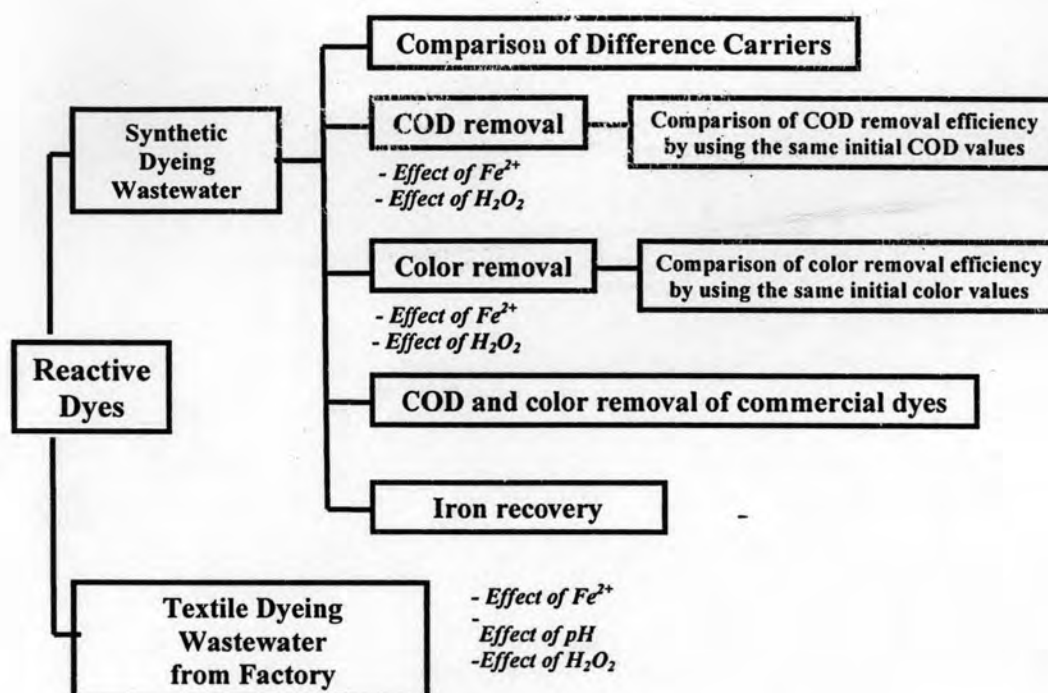 Comparison of Difference Carriers
Synthetic
Dyeing
Wastewater
COD removal
Comparison of COD removal efficiency
by using the same initial COD values
- Effect of Fe²⁺
- Effect of H₂O₂
Color removal
Comparison of color removal efficiency
by using the same initial color values
- Effect of Fe²⁺
- Effect of H₂O₂
Reactive
Dyes
COD and color removal of commercial dyes
Iron recovery
-
Textile Dyeing
Wastewater
from Factory
- Effect of Fe²⁺
-
Effect of pH
-Effect of H₂O₂